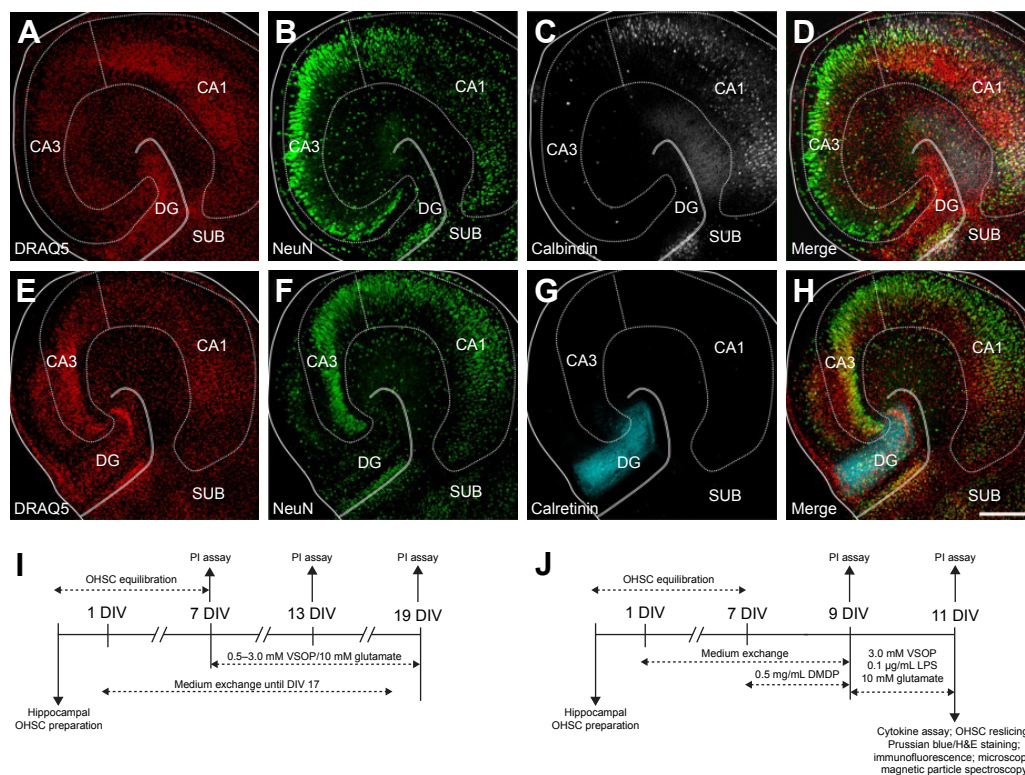 A
CA1
CA3
DG
SUB
DRAQ5
B
CA1
CA3
DG
SUB
NeuN
C
CA1
CA3
DG
SUB
Calbindin
D
CA1
CA3
DG
SUB
Merge
E
CA3
CA1
DG
SUB
DRAQ5
F
CA3
CA1
DG
SUB
NeuN
G
CA3
CA1
DG
SUB
Calretinin
H
CA3
CA1
DG
SUB
Merge
I
PI assay PI assay PI assay
OHSC equilibration
1 DIV 7 DIV 13 DIV 19 DIV
0.5–3.0 mM VSOP/10 mM glutamate
Medium exchange until DIV 17
Hippocampal
OHSC preparation
J
PI assay PI assay
OHSC equilibration
1 DIV 7 DIV 9 DIV 11 DIV
Medium exchange
0.5 mg/mL DMDP
3.0 mM VSOP
0.1 µg/mL LPS
10 mM glutamate
Hippocampal
OHSC preparation
Cytokine assay; OHSC reslicing
Prussian blue/H&E staining;
immunofluorescence; microscop
magnetic particle spectroscopy